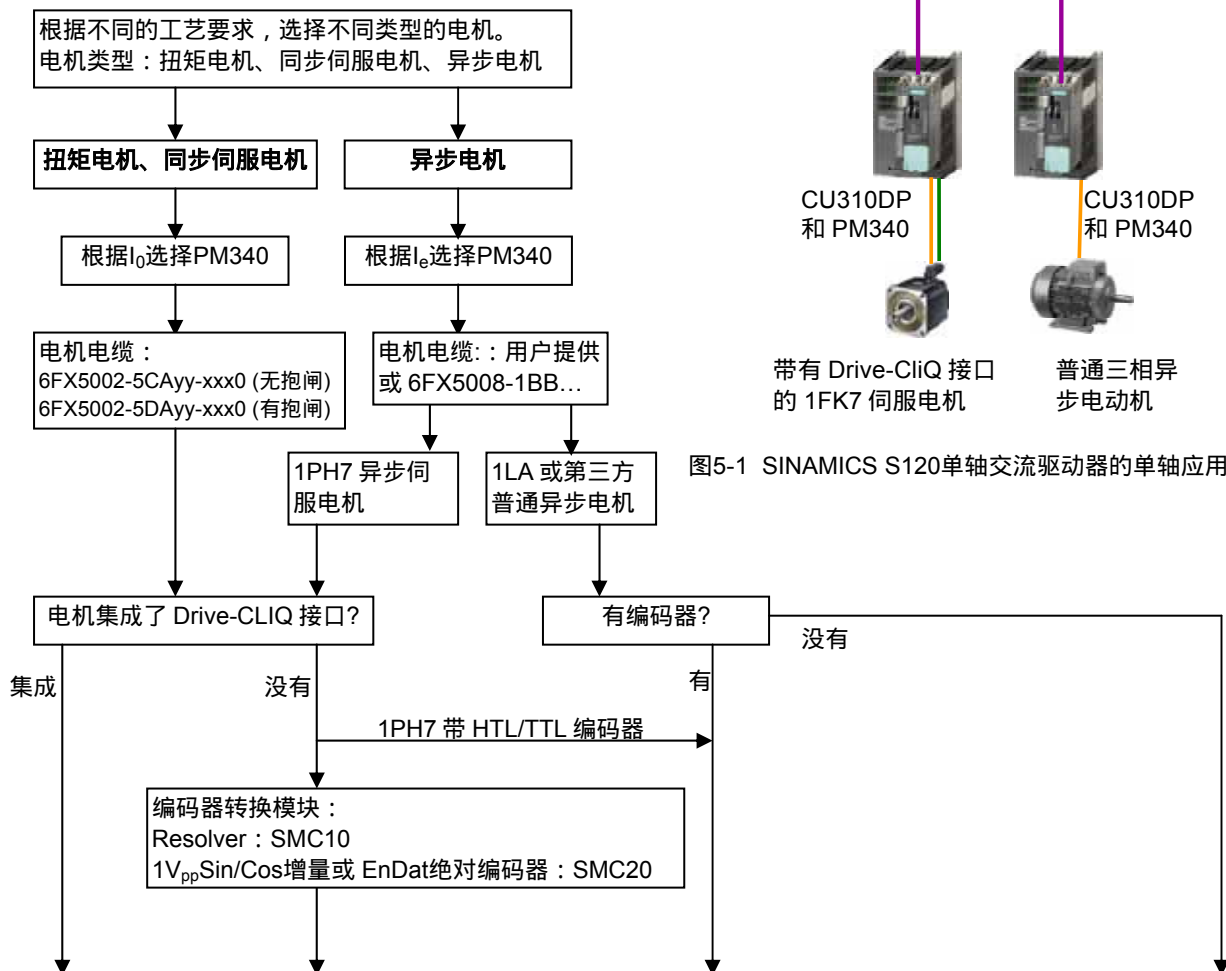 根据不同的工艺要求，选择不同类型的电机。
电机类型：扭矩电机、同步伺服电机、异步电机
扭矩电机、同步伺服电机
异步电机
根据I₀选择PM340
根据Iₑ选择PM340
电机电缆：
6FX5002-5CAyy-xxx0 (无抱闸)
6FX5002-5DAyy-xxx0 (有抱闸)
电机电缆:：用户提供
或 6FX5008-1BB…
1PH7 异步伺
服电机
1LA 或第三方
普通异步电机
电机集成了 Drive-CLIQ 接口?
有编码器?
集成
没有
有
没有
1PH7 带 HTL/TTL 编码器
编码器转换模块：
Resolver：SMC10
1VppSin/Cos增量或 EnDat绝对编码器：SMC20
CU310DP
和 PM340
CU310DP
和 PM340
带有 Drive-CliQ 接口
的 1FK7 伺服电机
普通三相异
步电动机
图5-1 SINAMICS S120单轴交流驱动器的单轴应用